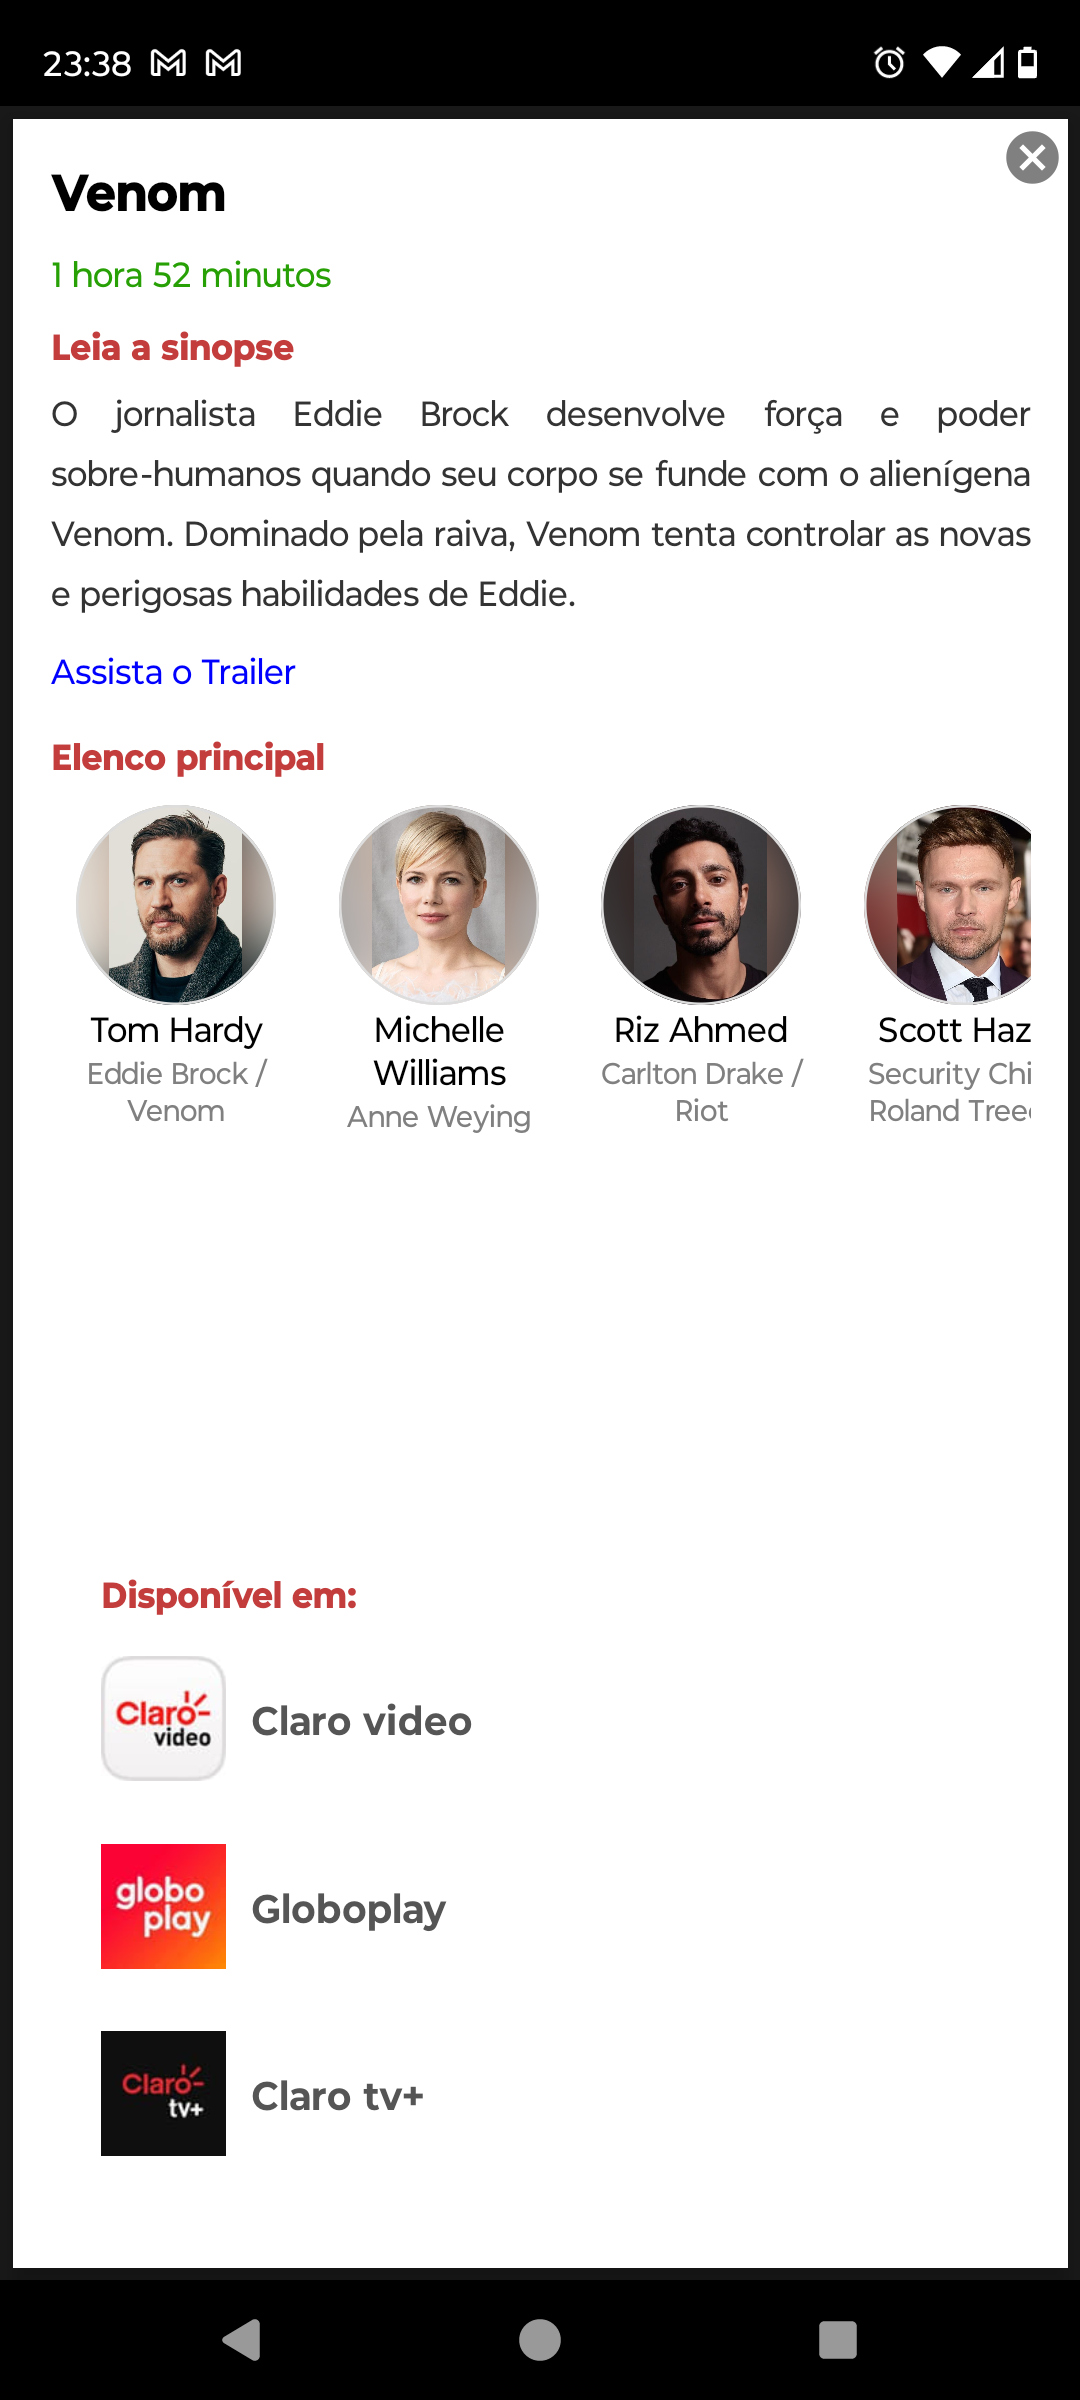 23:38
Venom
1 hora 52 minutos
Leia a sinopse
O jornalista Eddie Brock desenvolve força e poder
sobre-humanos quando seu corpo se funde com o alienígena
Venom. Dominado pela raiva, Venom tenta controlar as novas
e perigosas habilidades de Eddie.
Assista o Trailer
Elenco principal
Tom Hardy
Eddie Brock /
Venom
Michelle
Williams
Anne Weying
Riz Ahmed
Carlton Drake /
Riot
Scott Haz
Security Chi
Roland Tree
Disponível em:
Claro
video
Claro video
globo
play
Globoplay
Claro
tv+
Claro tv+